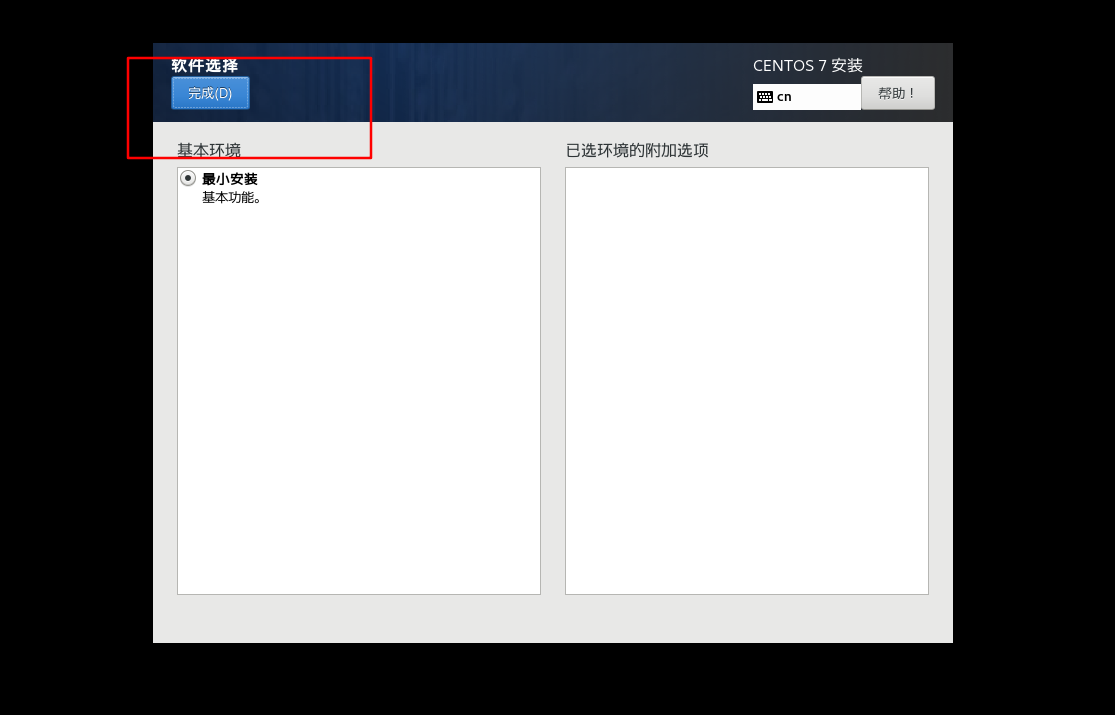 软件选择
完成(D)
CENTOS 7 安装
cn
帮助！
基本环境
已选环境的附加选项
最小安装
基本功能。